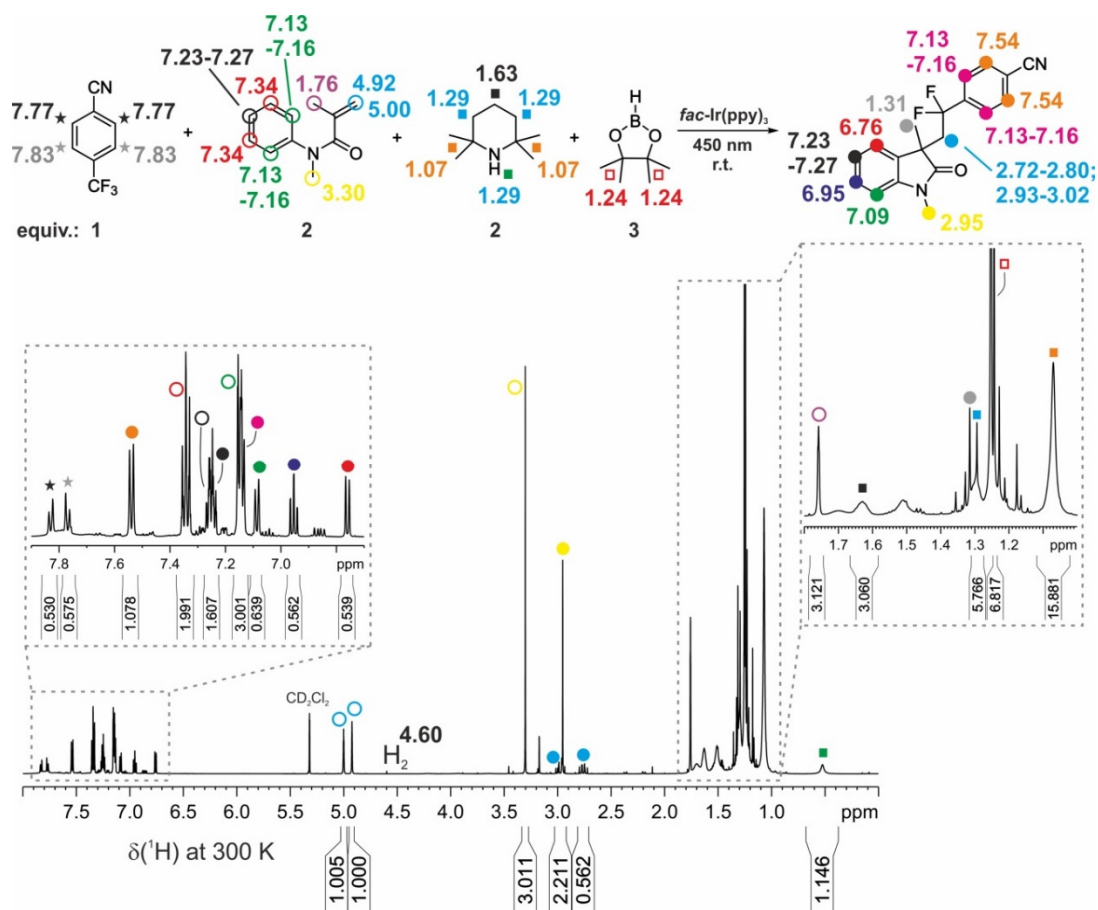 7.13
-7.16
7.23-7.27
CN
7.77 7.77
7.83 7.83
CF3
+
7.34
7.34
1.76
4.92
5.00
O
N
7.13
-7.16
3.30
+
1.63
1.29 1.29
1.07 1.07
NH
1.29
+
H
B
O O
1.24 1.24
fac-Ir(ppy)3
450 nm
r.t.
7.13
-7.16
7.54
CN
1.31
F
F
7.54
7.13-7.16
7.23
-7.27
6.76
O
N
2.72-2.80;
2.93-3.02
6.95
7.09
2.95
equiv.: 1 2 2 3
7.8 7.6 7.4 7.2 7.0 ppm
0.530 0.575 1.078 1.991 1.607 3.001 0.639 0.562 0.539
1.7 1.6 1.5 1.4 1.3 1.2 ppm
3.121 3.060 5.766 6.817 15.881
CD2Cl2
H2 4.60
7.5 7.0 6.5 6.0 5.5 5.0 4.5 4.0 3.5 3.0 2.5 2.0 1.5 1.0 ppm
δ(1H) at 300 K
1.005 1.000 3.011 2.211 0.562 1.146